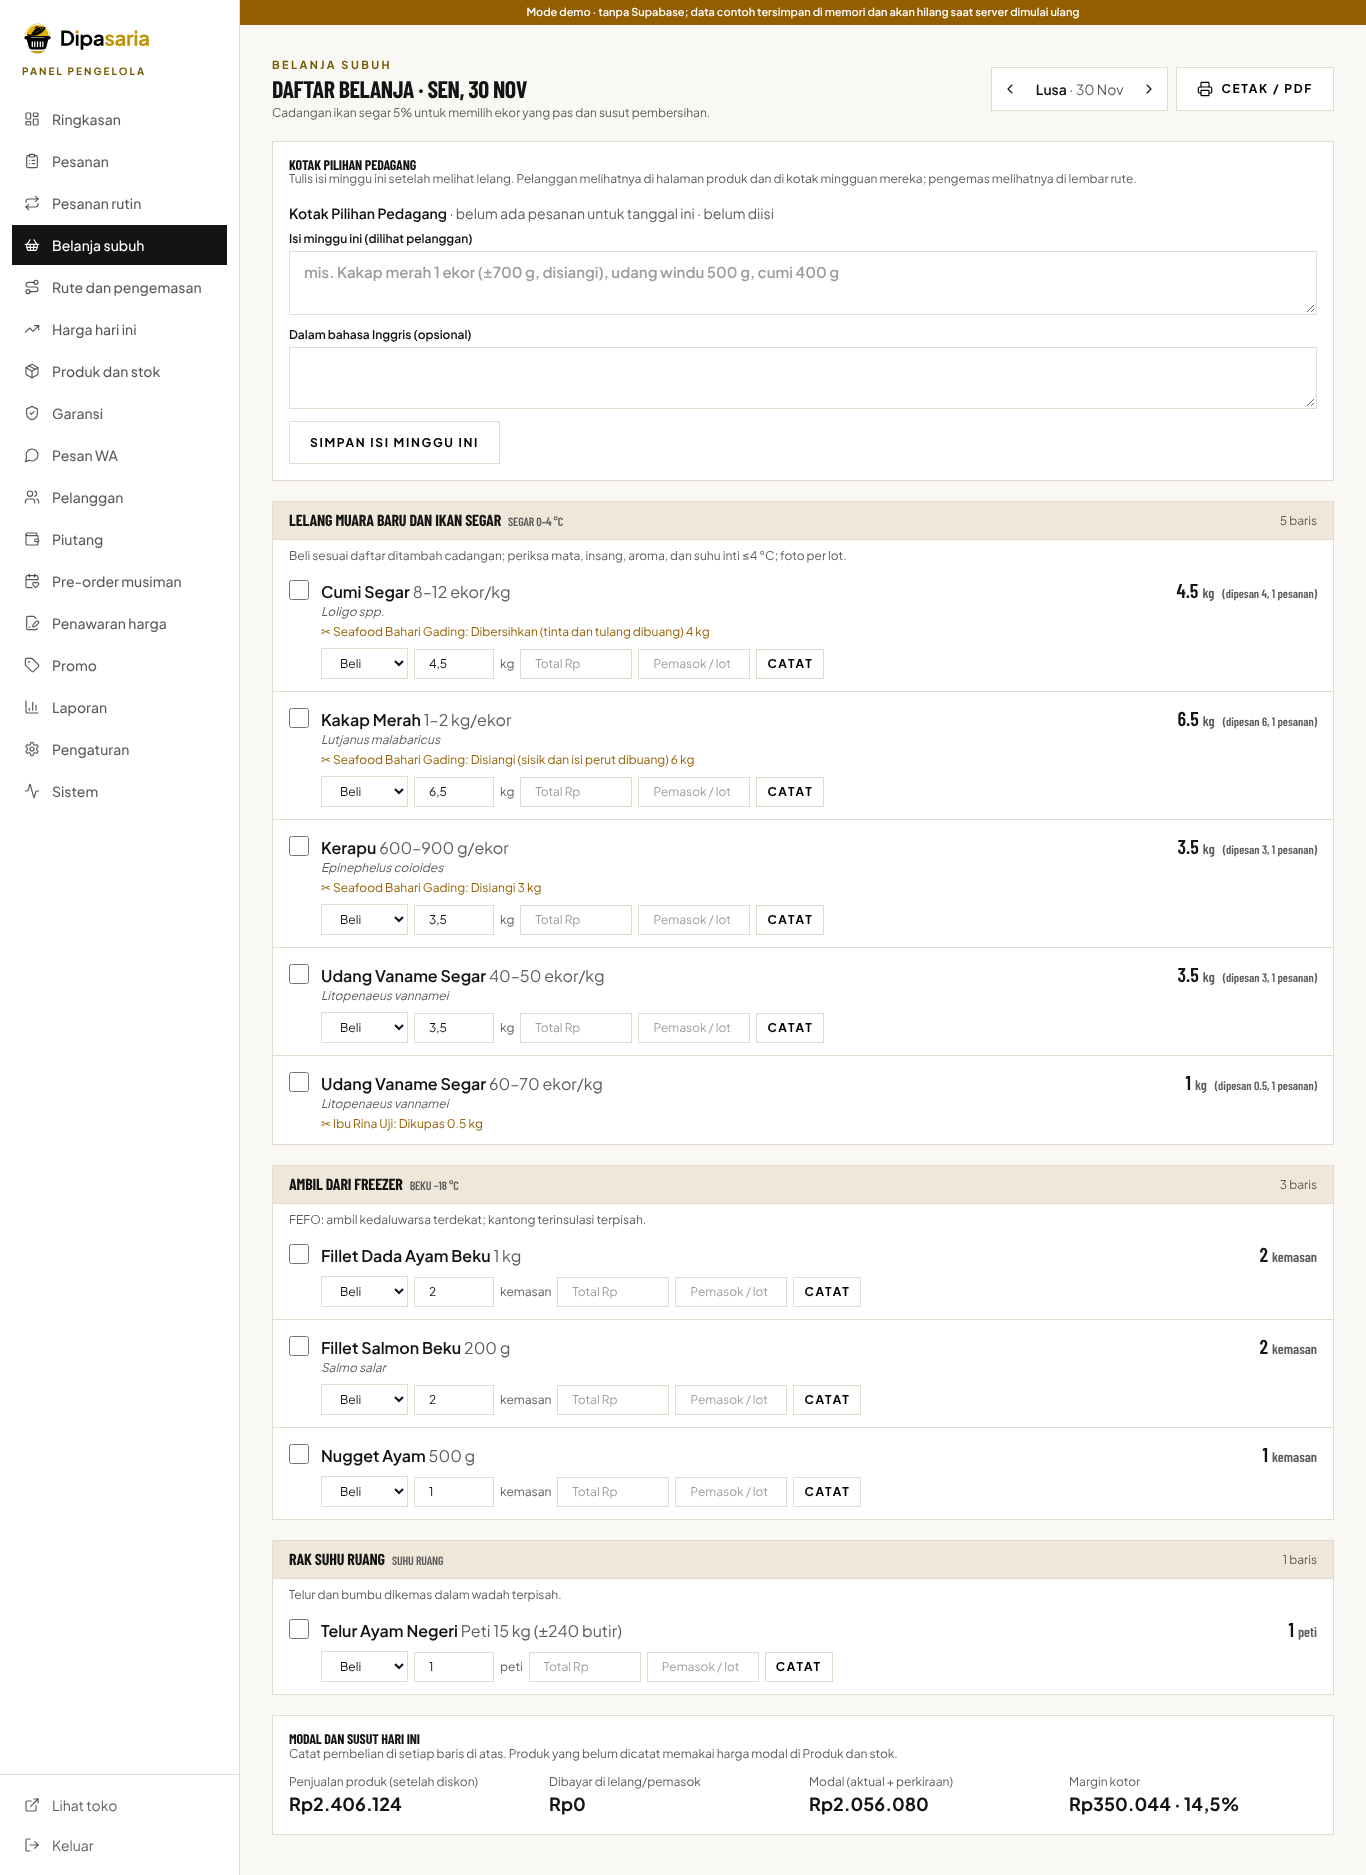 Mode demo · tanpa Supabase; data contoh tersimpan di memori dan akan hilang saat server dimulai ulang
Dipasaria
PANEL PENGELOLA
Ringkasan
Pesanan
Pesanan rutin
Belanja subuh
Rute dan pengemasan
Harga hari ini
Produk dan stok
Garansi
Pesan WA
Pelanggan
Piutang
Pre-order musiman
Penawaran harga
Promo
Laporan
Pengaturan
Sistem
Lihat toko
Keluar
BELANJA SUBUH
DAFTAR BELANJA · SEN, 30 NOV
Cadangan ikan segar 5% untuk memilih ekor yang pas dan susut pembersihan.
Lusa · 30 Nov
CETAK / PDF
KOTAK PILIHAN PEDAGANG
Tulis isi minggu ini setelah melihat lelang. Pelanggan melihatnya di halaman produk dan di kotak mingguan mereka; pengemas melihatnya di lembar rute.
Kotak Pilihan Pedagang · belum ada pesanan untuk tanggal ini · belum diisi
Isi minggu ini (dilihat pelanggan)
mis. Kakap merah 1 ekor (±700 g, disiangi), udang windu 500 g, cumi 400 g
Dalam bahasa Inggris (opsional)
SIMPAN ISI MINGGU INI
LELANG MUARA BARU DAN IKAN SEGAR SEGAR 0–4 °C 5 baris
Beli sesuai daftar ditambah cadangan; periksa mata, insang, aroma, dan suhu inti ≤4 °C; foto per lot.
Cumi Segar 8–12 ekor/kg 4.5 kg (dipesan 4, 1 pesanan)
Loligo spp.
✂ Seafood Bahari Gading: Dibersihkan (tinta dan tulang dibuang) 4 kg
Beli 4,5 kg Total Rp Pemasok / lot CATAT
Kakap Merah 1–2 kg/ekor 6.5 kg (dipesan 6, 1 pesanan)
Lutjanus malabaricus
✂ Seafood Bahari Gading: Disiangi (sisik dan isi perut dibuang) 6 kg
Beli 6,5 kg Total Rp Pemasok / lot CATAT
Kerapu 600–900 g/ekor 3.5 kg (dipesan 3, 1 pesanan)
Epinephelus coioides
✂ Seafood Bahari Gading: Disiangi 3 kg
Beli 3,5 kg Total Rp Pemasok / lot CATAT
Udang Vaname Segar 40–50 ekor/kg 3.5 kg (dipesan 3, 1 pesanan)
Litopenaeus vannamei
Beli 3,5 kg Total Rp Pemasok / lot CATAT
Udang Vaname Segar 60–70 ekor/kg 1 kg (dipesan 0.5, 1 pesanan)
Litopenaeus vannamei
✂ Ibu Rina Uji: Dikupas 0.5 kg
AMBIL DARI FREEZER BEKU −18 °C 3 baris
FEFO: ambil kedaluwarsa terdekat; kantong terinsulasi terpisah.
Fillet Dada Ayam Beku 1 kg 2 kemasan
Beli 2 kemasan Total Rp Pemasok / lot CATAT
Fillet Salmon Beku 200 g 2 kemasan
Salmo salar
Beli 2 kemasan Total Rp Pemasok / lot CATAT
Nugget Ayam 500 g 1 kemasan
Beli 1 kemasan Total Rp Pemasok / lot CATAT
RAK SUHU RUANG SUHU RUANG 1 baris
Telur dan bumbu dikemas dalam wadah terpisah.
Telur Ayam Negeri Peti 15 kg (±240 butir) 1 peti
Beli 1 peti Total Rp Pemasok / lot CATAT
MODAL DAN SUSUT HARI INI
Catat pembelian di setiap baris di atas. Produk yang belum dicatat memakai harga modal di Produk dan stok.
Penjualan produk (setelah diskon) Dibayar di lelang/pemasok Modal (aktual + perkiraan) Margin kotor
Rp2.406.124 Rp0 Rp2.056.080 Rp350.044 · 14,5%